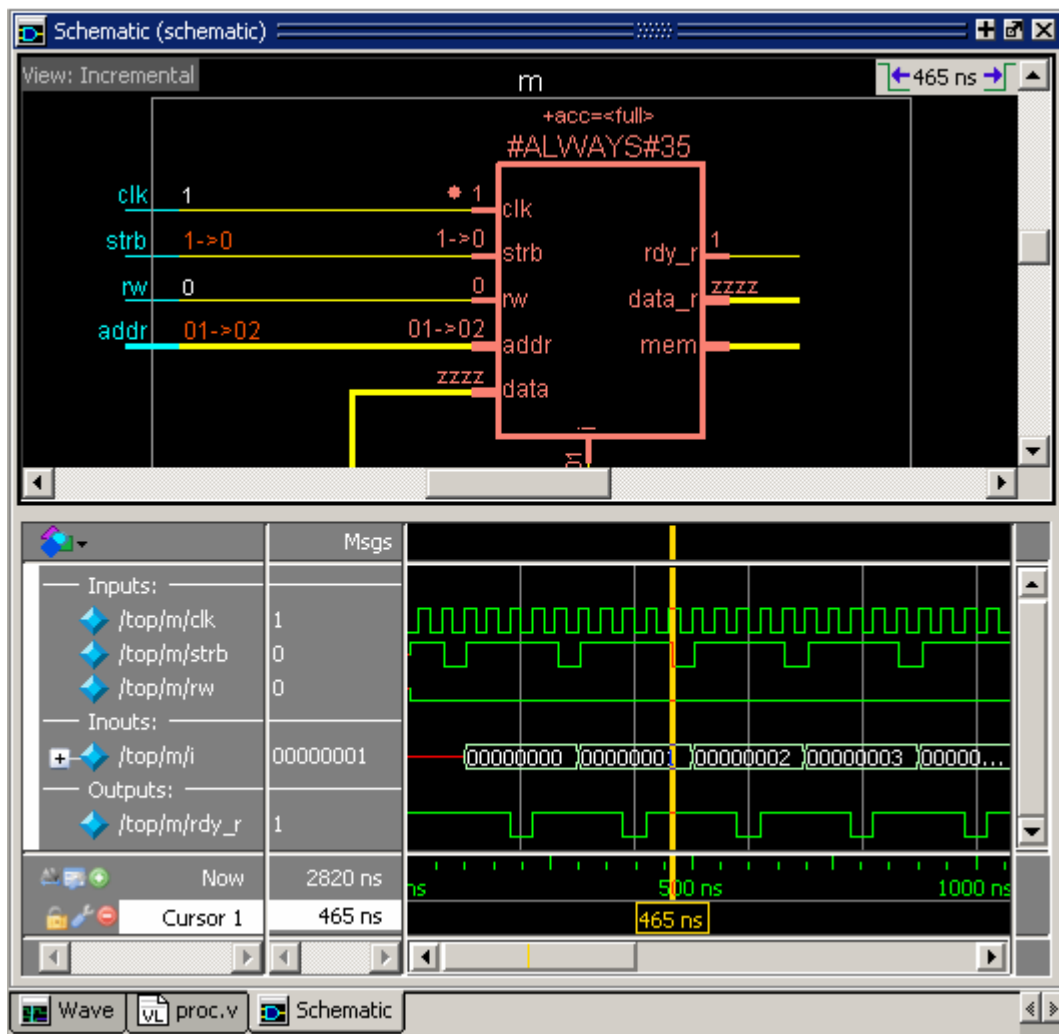 Schematic (schematic)
View: Incremental
465 ns
m
+acc=<full>
#ALWAYS#35
clk 1 1 clk
strb 1->0 1->0 strb rdy_r 1
rw 0 0 rw data_r zzzz
addr 01->02 01->02 addr mem
zzzz data
i
01
Msgs
Inputs:
/top/m/clk 1
/top/m/strb 0
/top/m/rw 0
Inouts:
/top/m/i 00000001 00000000 00000001 00000002 00000003 00000...
Outputs:
/top/m/rdy_r 1
Now 2820 ns ns 500 ns 1000 ns
Cursor 1 465 ns 465 ns
Wave proc.v Schematic